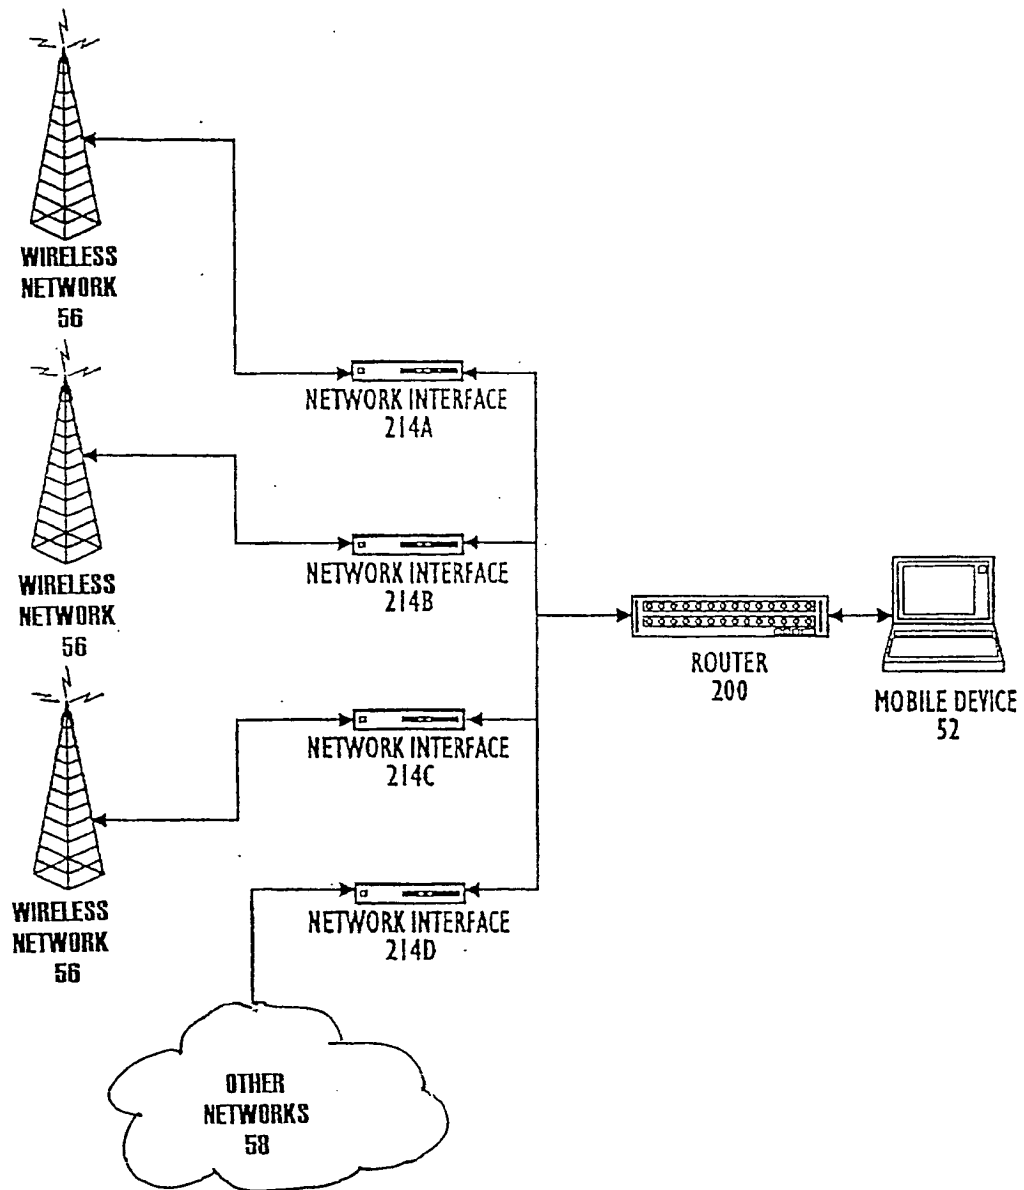 WIRELESS
NETWORK
56
NETWORK INTERFACE
214A
WIRELESS
NETWORK
56
NETWORK INTERFACE
214B
ROUTER
200
MOBILE DEVICE
52
NETWORK INTERFACE
214C
WIRELESS
NETWORK
56
NETWORK INTERFACE
214D
OTHER
NETWORKS
58